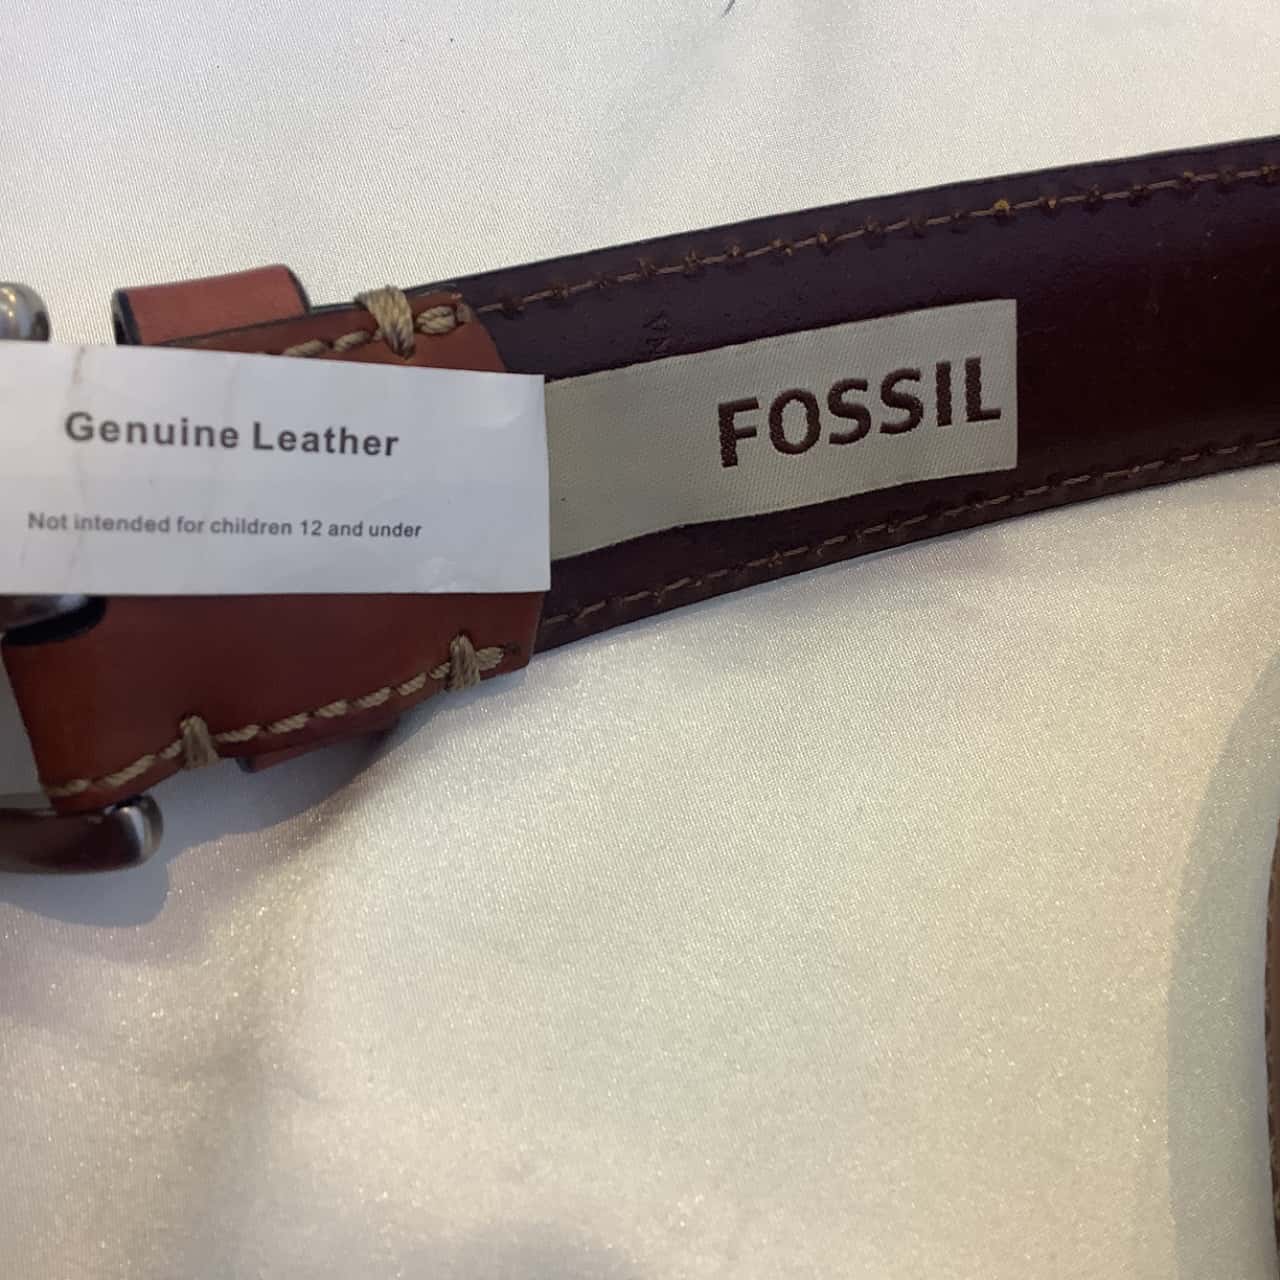 FOSSIL
Genuine Leather
Not intended for children 12 and under